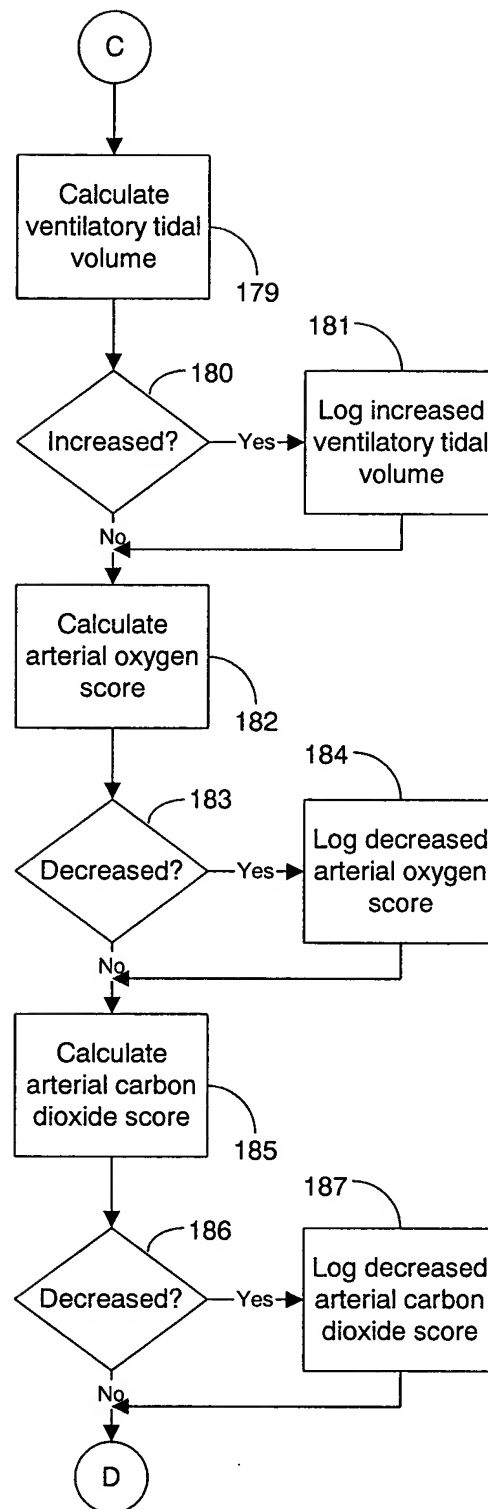 C
Calculate
ventilatory tidal
volume
179
181
180
Increased?
Yes
Log increased
ventilatory tidal
volume
No
Calculate
arterial oxygen
score
182
184
183
Decreased?
Yes
Log decreased
arterial oxygen
score
No
Calculate
arterial carbon
dioxide score
185
187
186
Decreased?
Yes
Log decreased
arterial carbon
dioxide score
No
D